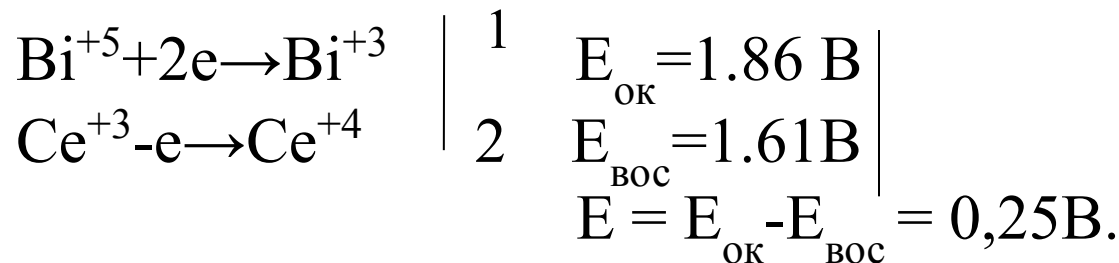 Bi⁺⁵+2e→Bi⁺³ | 1 Eок=1.86 В
Ce⁺³-e→Ce⁺⁴ | 2 Eвос=1.61В
E = Eок-Eвос = 0,25В.